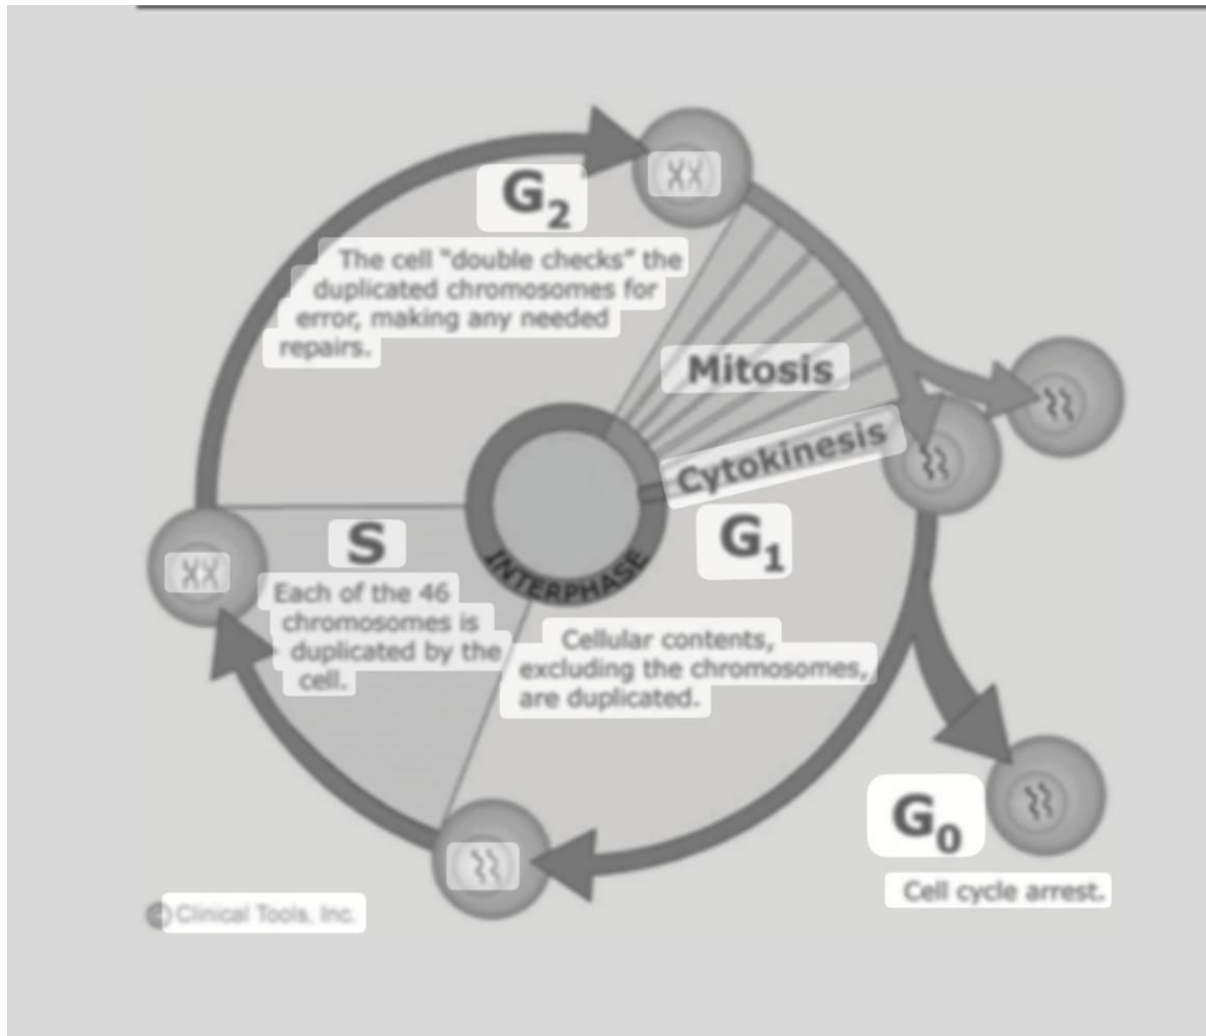 G2
The cell "double checks" the
duplicated chromosomes for
error, making any needed
repairs.
Mitosis
Cytokinesis
S
Each of the 46
chromosomes is
duplicated by the
cell.
INTERPHASE
G1
Cellular contents,
excluding the chromosomes,
are duplicated.
G0
Cell cycle arrest.
© Clinical Tools, Inc.